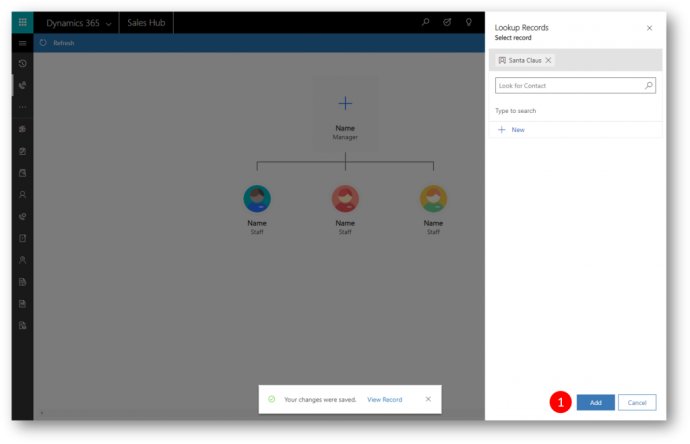 Dynamics 365
Sales Hub
Refresh
Name
Manager
Name
Staff
Name
Staff
Name
Staff
Your changes were saved.
View Record
Lookup Records
Select record
Santa Claus
Look for Contact
Type to search
New
1
Add
Cancel